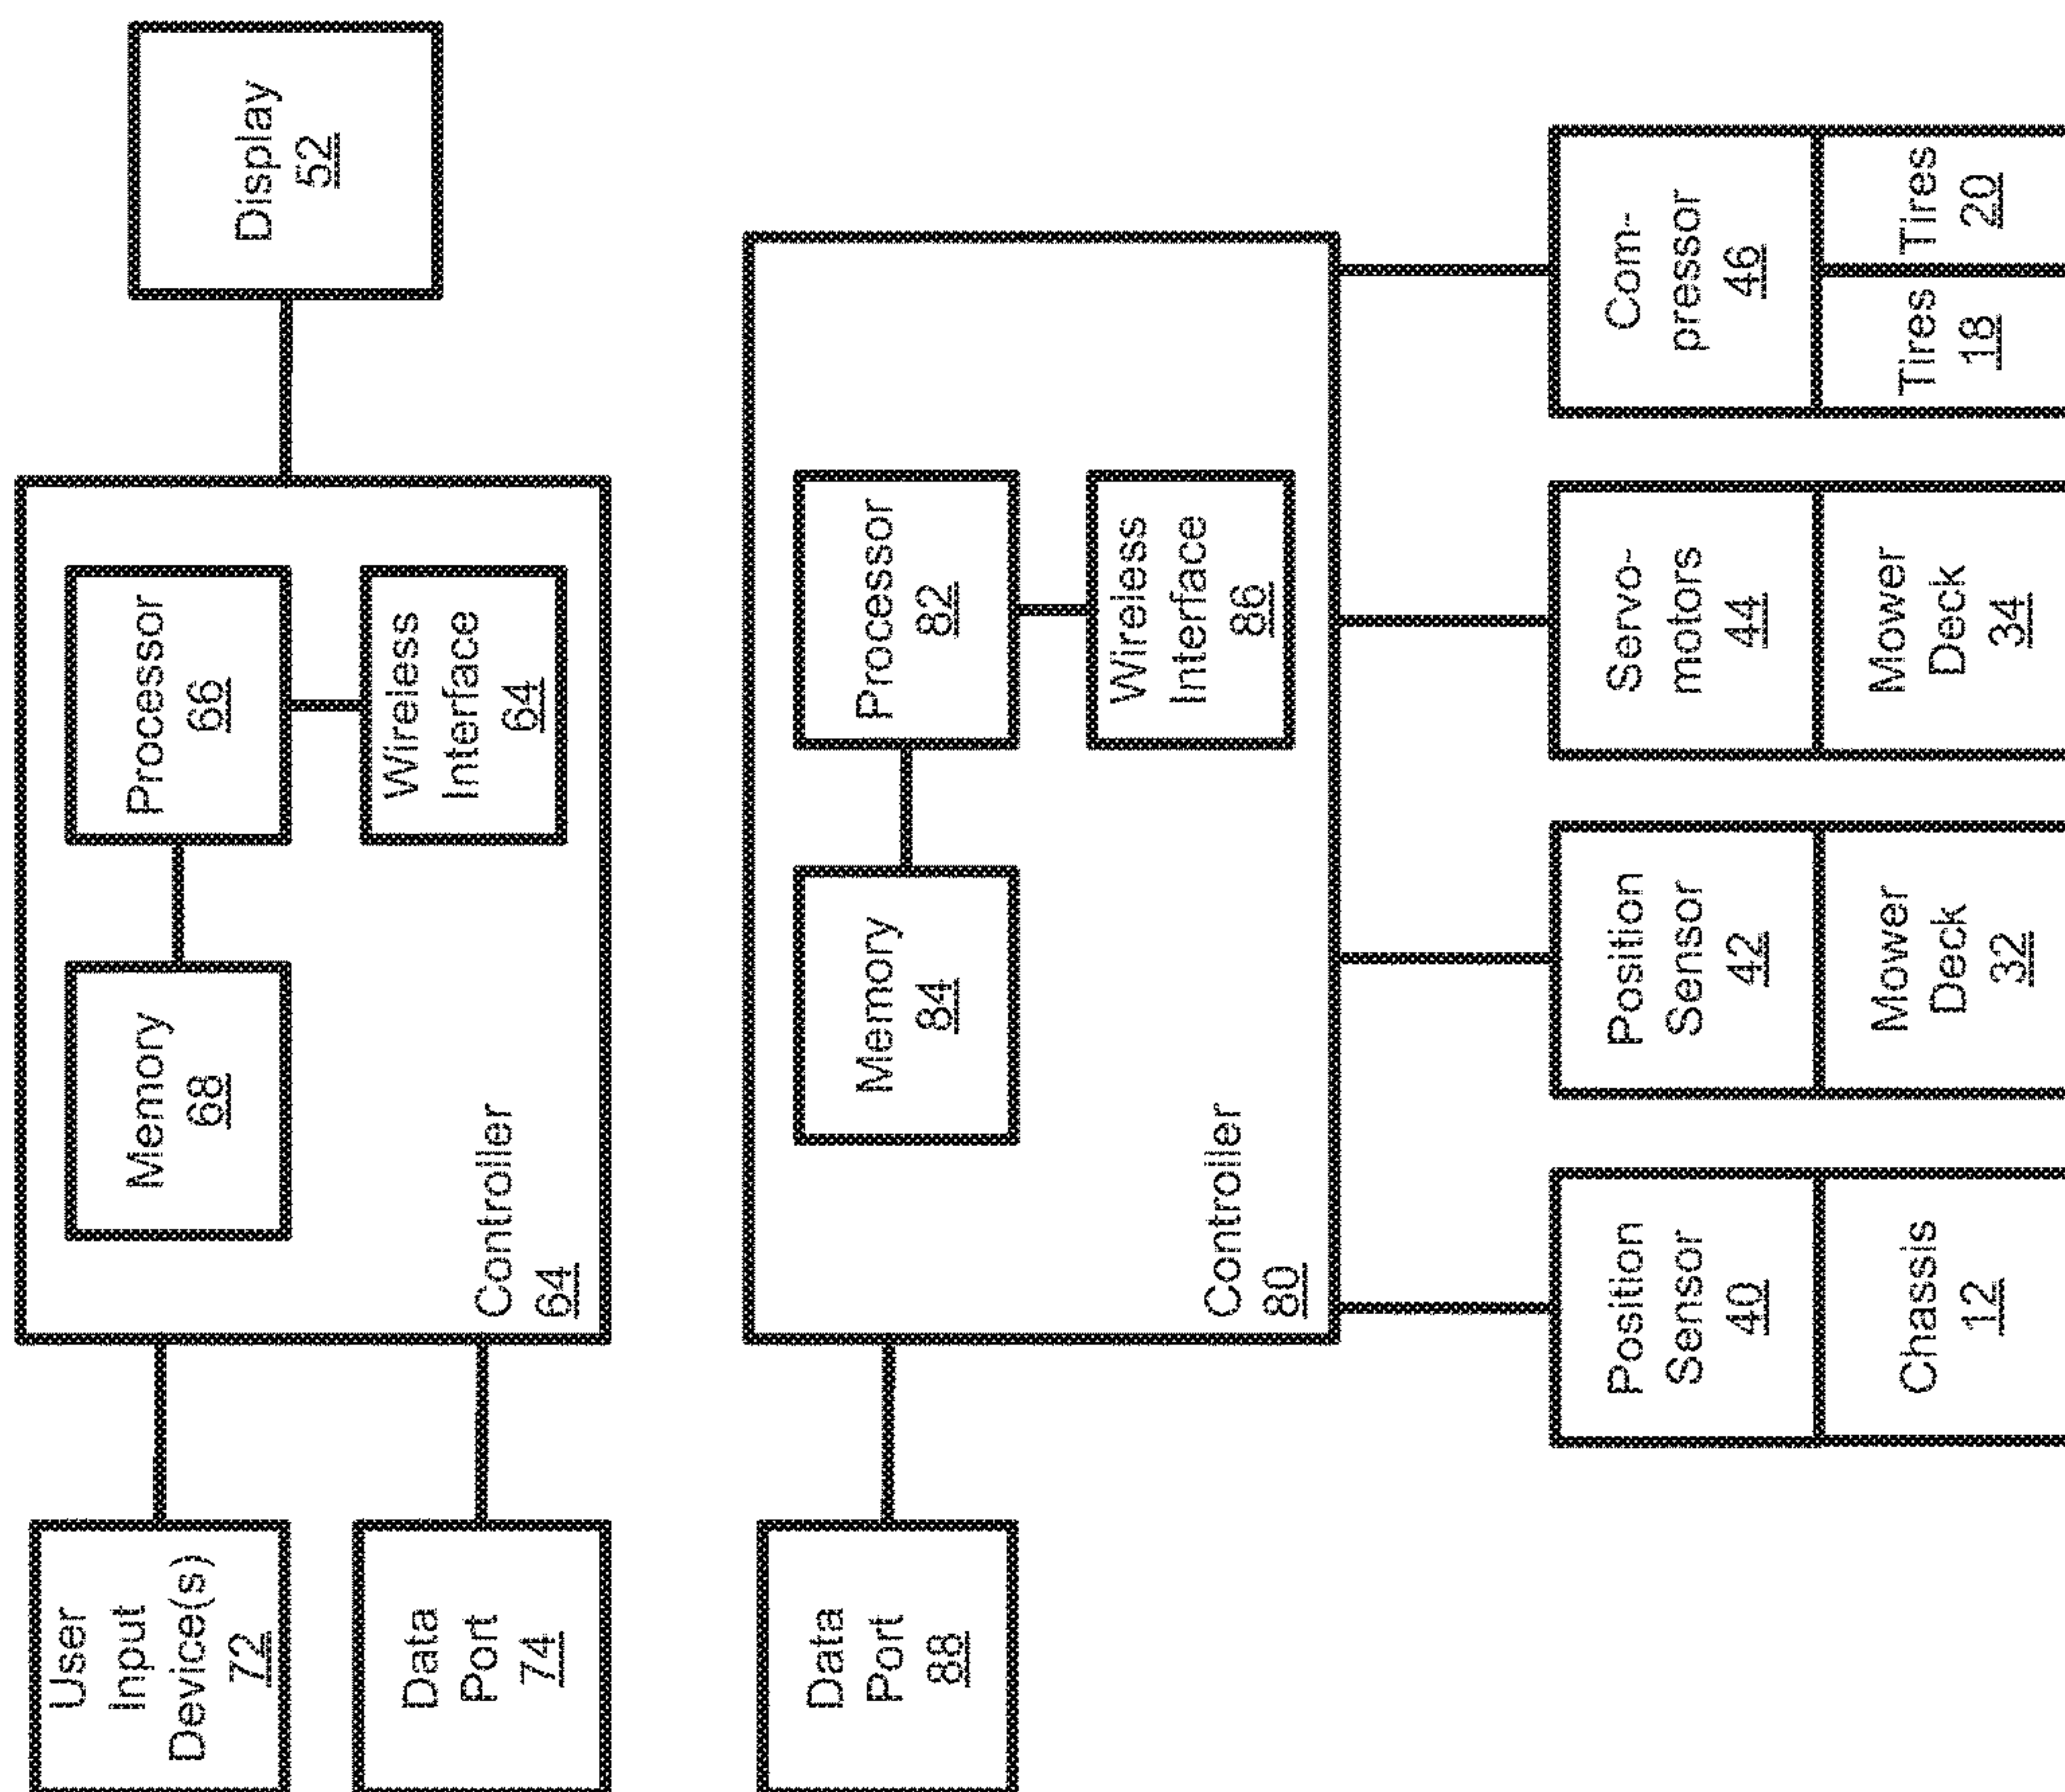 User
Input
Device(s)
72
Data
Port
74
Memory
68
Processor
66
Wireless
Interface
64
Controller
64
Display
52
Data
Port
88
Memory
84
Processor
82
Wireless
Interface
86
Controller
80
Position
Sensor
40
Chassis
12
Position
Sensor
42
Mower
Deck
32
Servo-
motors
44
Mower
Deck
34
Com-
pressor
46
Tires
18
Tires
20